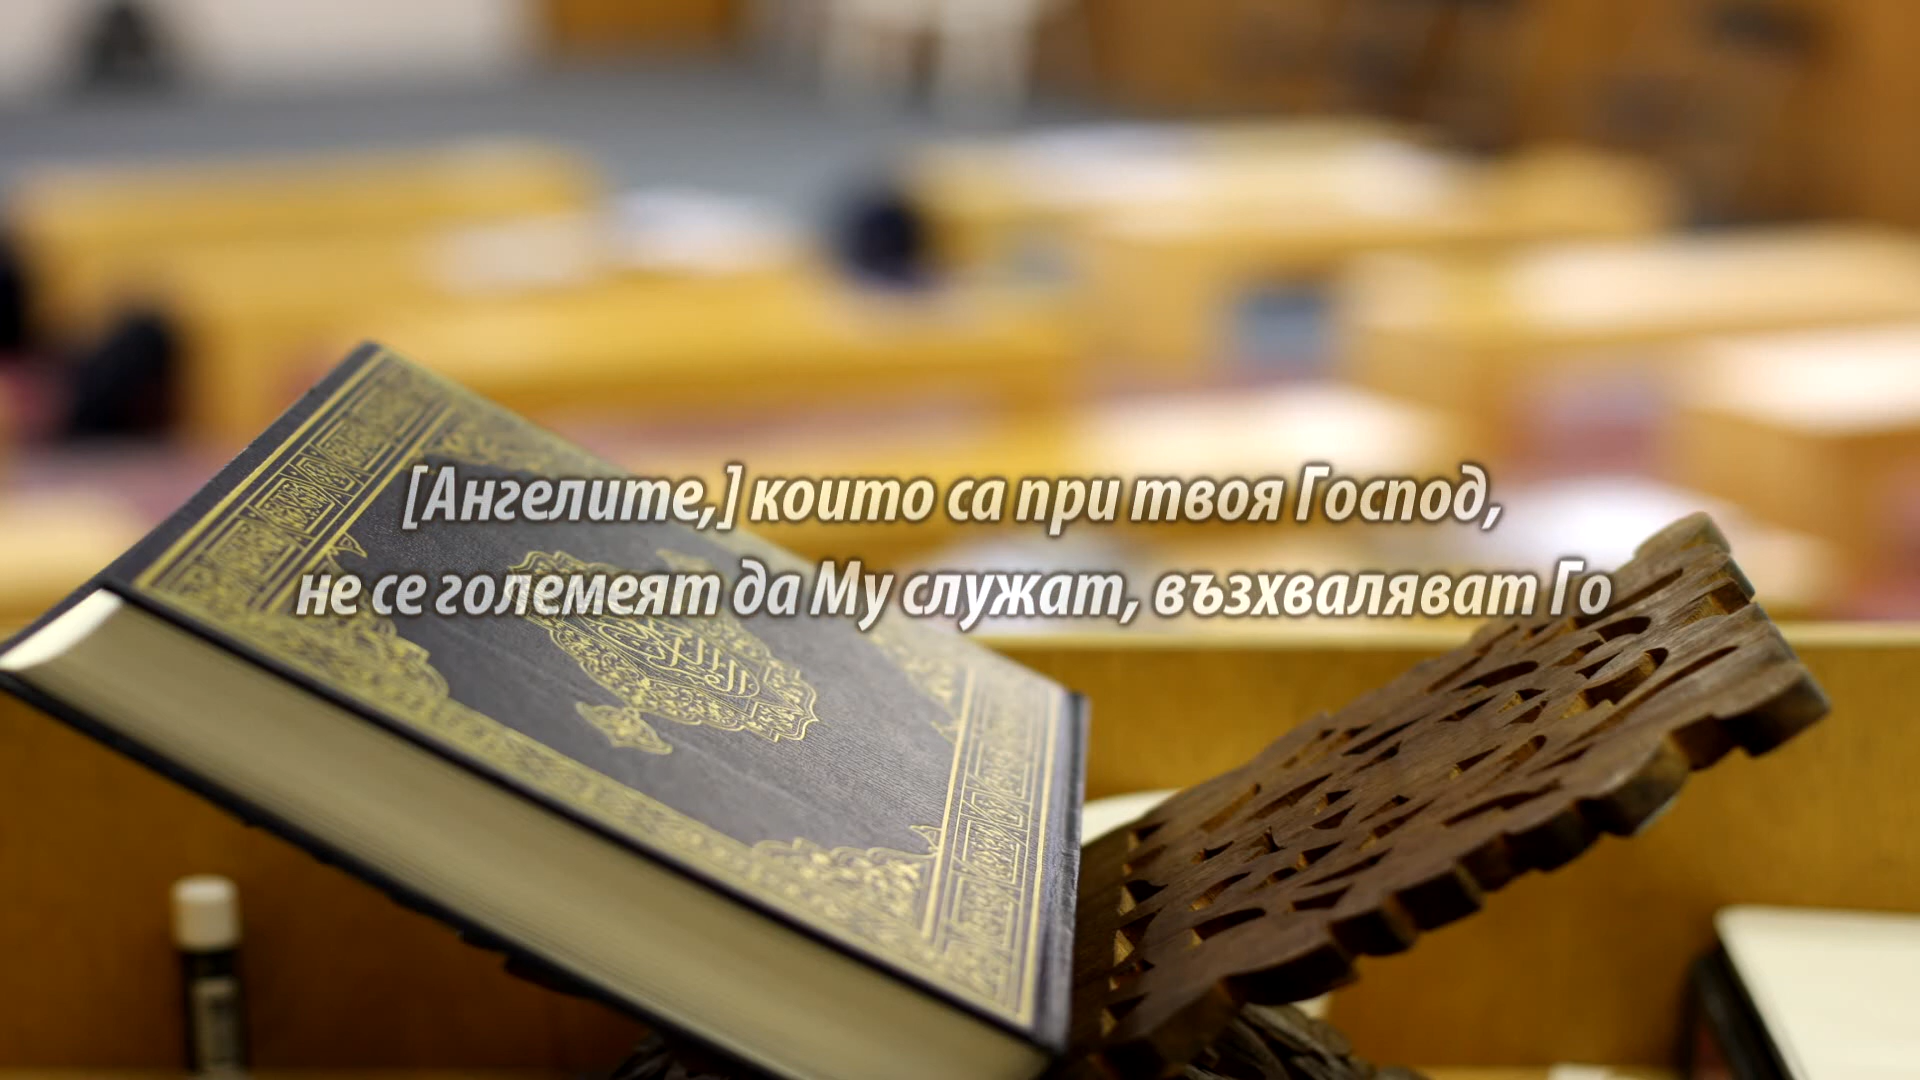 [Ангелите,] които са при твоя Господ,
не се големеят да Му служат, възхваляват Го